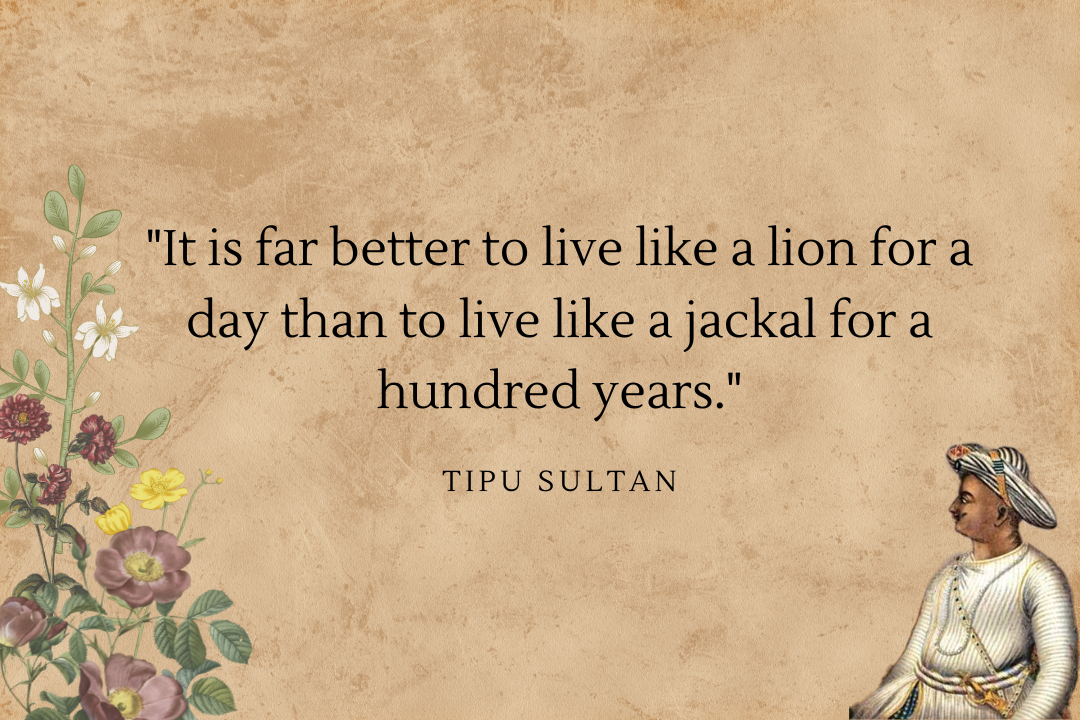 "It is far better to live like a lion for a
day than to live like a jackal for a
hundred years."
TIPU SULTAN